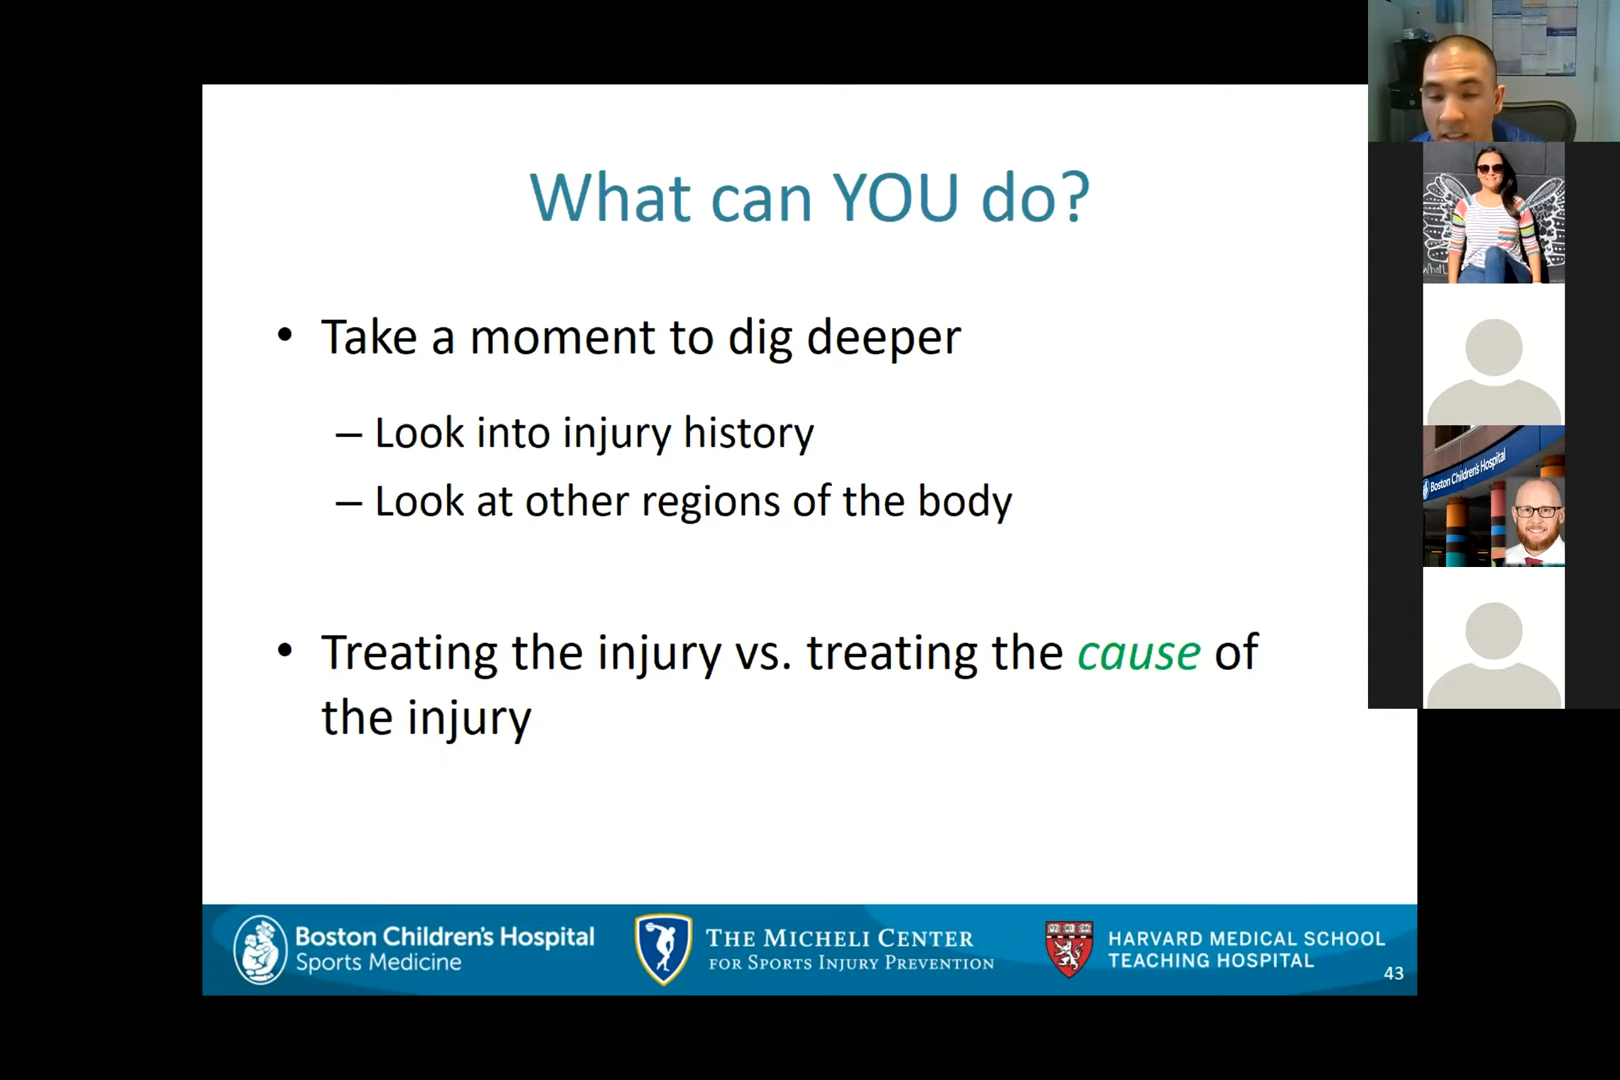 What can YOU do?
• Take a moment to dig deeper
– Look into injury history
– Look at other regions of the body
• Treating the injury vs. treating the cause of
the injury
Boston Children's Hospital
Sports Medicine
THE MICHELI CENTER
FOR SPORTS INJURY PREVENTION
HARVARD MEDICAL SCHOOL
TEACHING HOSPITAL
43
Boston Children's Hospital